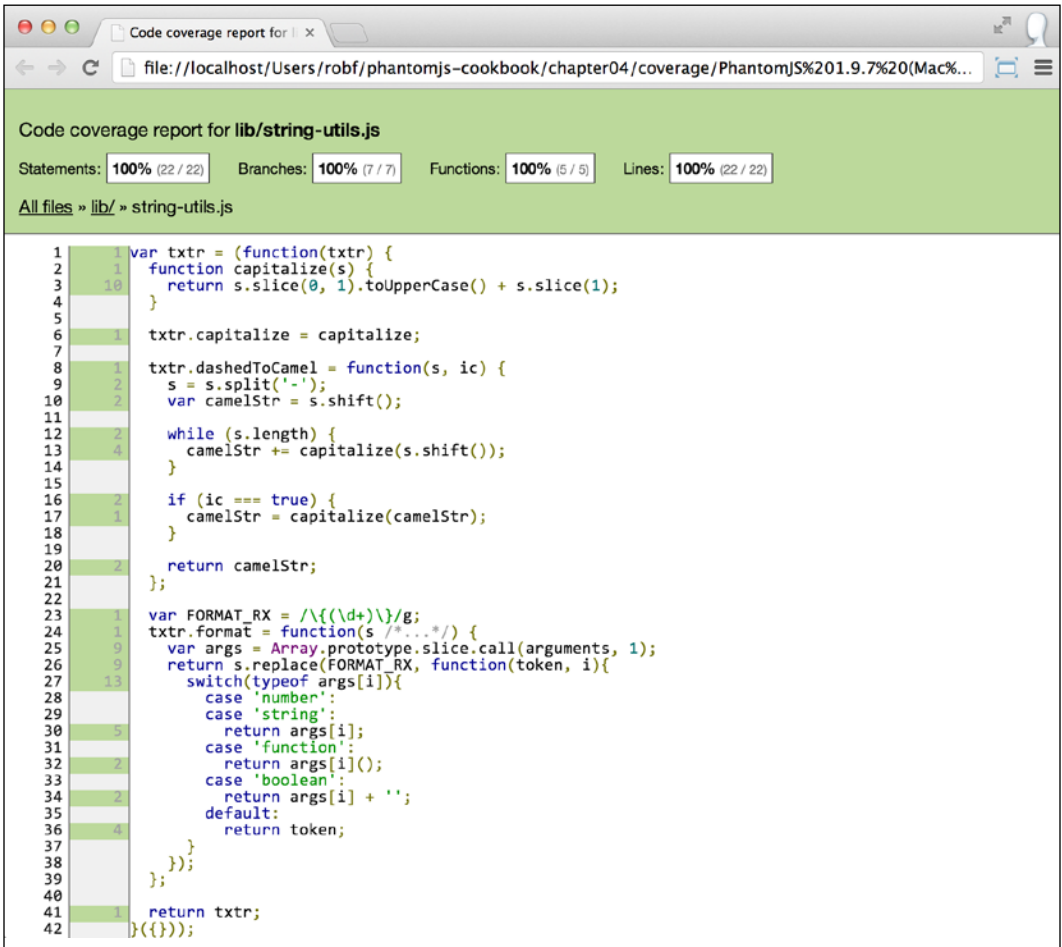 Code coverage report for l
file://localhost/Users/robf/phantomjs-cookbook/chapter04/coverage/PhantomJS%201.9.7%20(Mac%...
Code coverage report for lib/string-utils.js
Statements: 100% (22 / 22) Branches: 100% (7 / 7) Functions: 100% (5 / 5) Lines: 100% (22 / 22)
All files » lib/ » string-utils.js
1 1 var txtr = (function(txtr) {
2 1 function capitalize(s) {
3 10 return s.slice(0, 1).toUpperCase() + s.slice(1);
4 }
5
6 1 txtr.capitalize = capitalize;
7
8 1 txtr.dashedToCamel = function(s, ic) {
9 2 s = s.split('-');
10 2 var camelStr = s.shift();
11
12 2 while (s.length) {
13 4 camelStr += capitalize(s.shift());
14 }
15
16 2 if (ic === true) {
17 1 camelStr = capitalize(camelStr);
18 }
19
20 2 return camelStr;
21 };
22
23 1 var FORMAT_RX = /\{(\d+)\}/g;
24 1 txtr.format = function(s /*...*/) {
25 9 var args = Array.prototype.slice.call(arguments, 1);
26 9 return s.replace(FORMAT_RX, function(token, i){
27 13 switch(typeof args[i]){
28 case 'number':
29 case 'string':
30 5 return args[i];
31 case 'function':
32 2 return args[i]();
33 case 'boolean':
34 2 return args[i] + '';
35 default:
36 4 return token;
37 }
38 });
39 };
40
41 1 return txtr;
42 }({}));